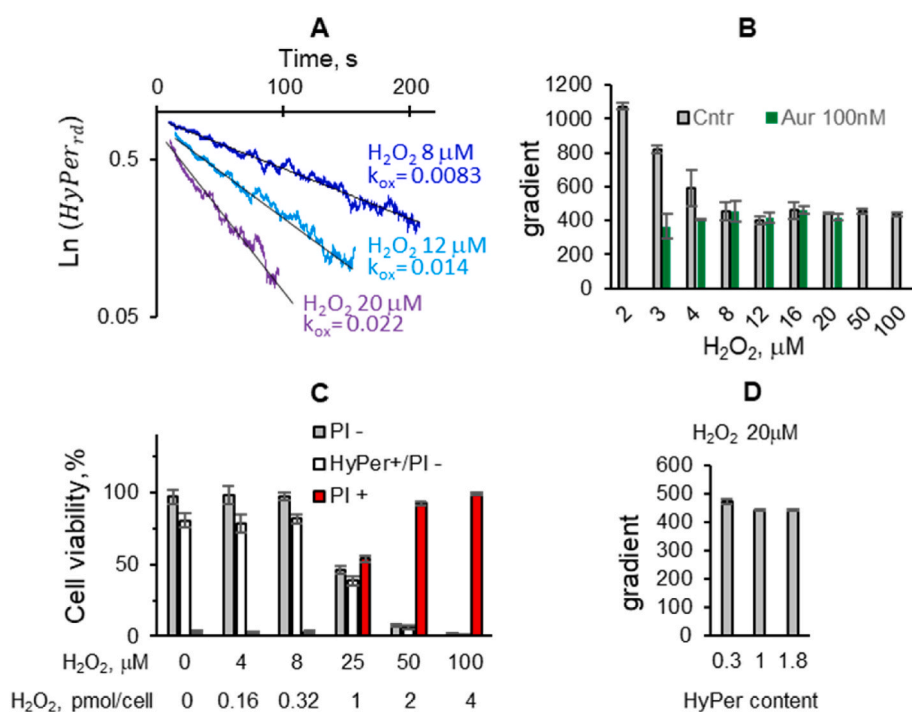 A
Time, s
0 100 200
Ln (HyPer_rd)
0.5
0.05
H₂O₂ 8 μM
k_ox=0.0083
H₂O₂ 12 μM
k_ox=0.014
H₂O₂ 20 μM
k_ox=0.022
B
Cntr Aur 100nM
gradient
1200
1000
800
600
400
200
0
2 3 4 8 12 16 20 50 100
H₂O₂, μM
C
PI -
HyPer+/PI -
PI +
Cell viability,%
100
50
0
H₂O₂, μM 0 4 8 25 50 100
H₂O₂, pmol/cell 0 0.16 0.32 1 2 4
D
H₂O₂ 20μM
gradient
600
500
400
300
200
100
0
0.3 1 1.8
HyPer content